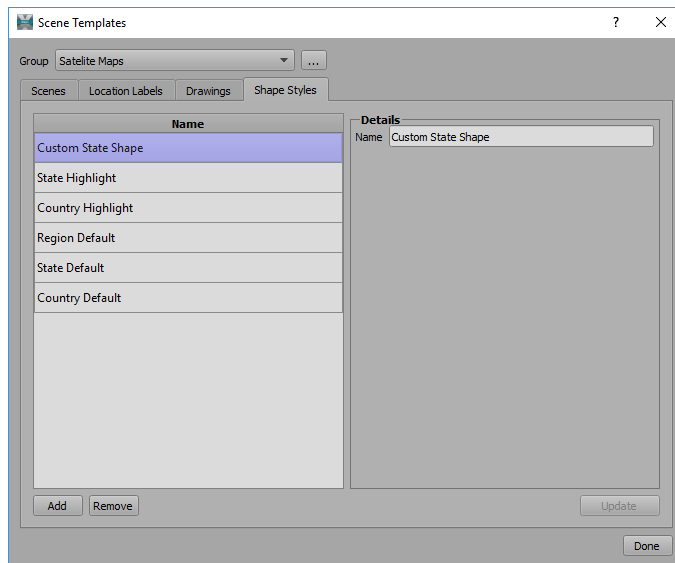 Scene Templates
?
Group Satelite Maps ...
Scenes Location Labels Drawings Shape Styles
Name
Custom State Shape
State Highlight
Country Highlight
Region Default
State Default
Country Default
Details
Name Custom State Shape
Add Remove Update
Done